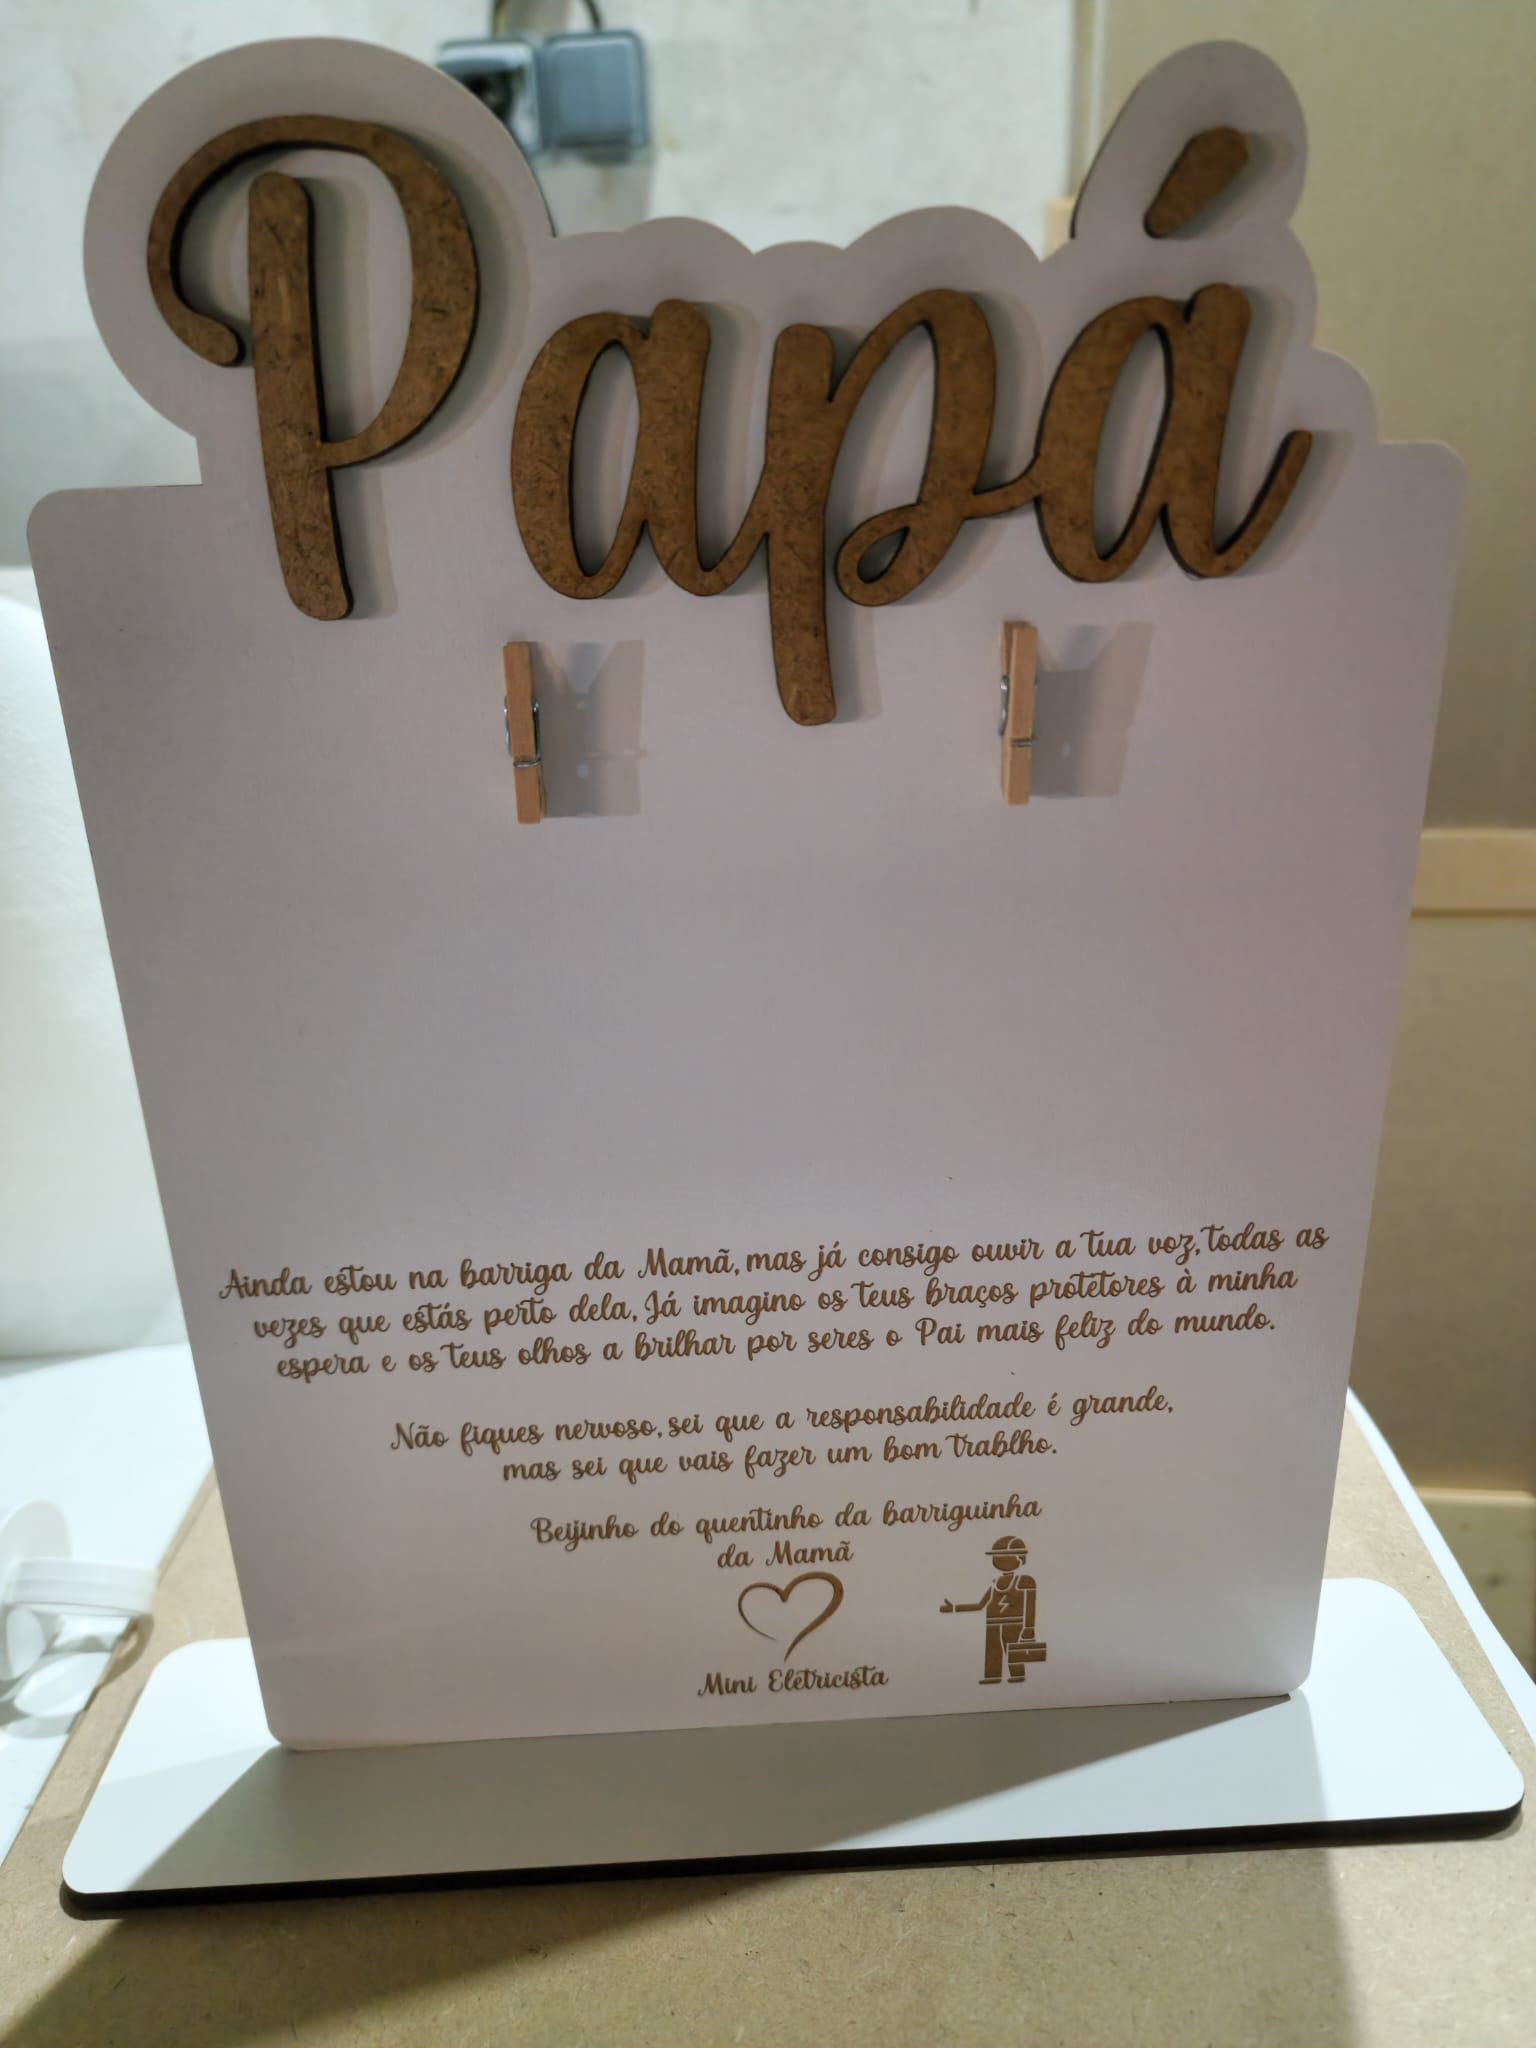 Papá
Ainda estou na barriga da Mamã, mas já consigo ouvir a tua voz, todas as
vezes que estás perto dela, Já imagino os teus braços protetores à minha
espera e os teus olhos a brilhar por seres o Pai mais feliz do mundo.
Não fiques nervoso, sei que a responsabilidade é grande,
mas sei que vais fazer um bom trablho.
Beijinho do quentinho da barriguinha
da Mamã
Mini Eletricista